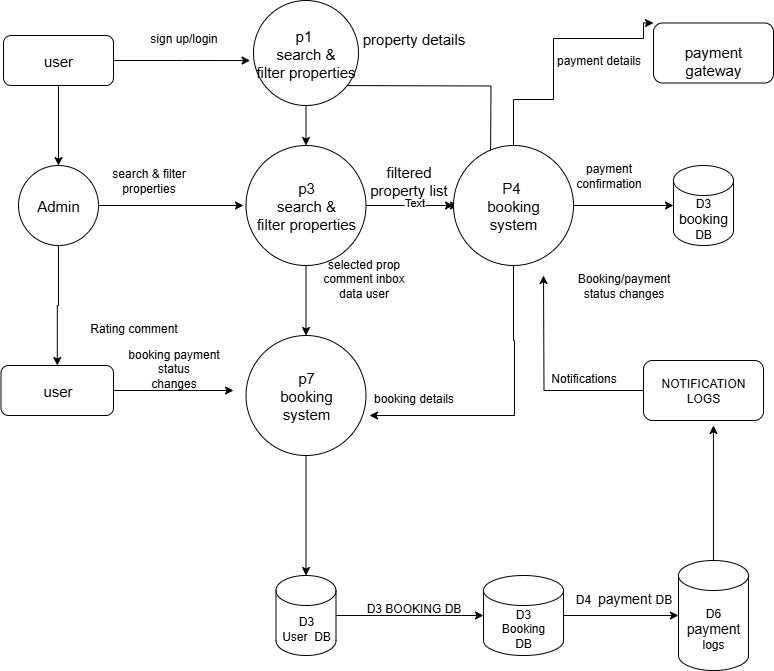 p1
search &
filter properties
sign up/login
property details
user
payment details
payment
gateway
search & filter
properties
filtered
property list
Text
payment
confirmation
Admin
p3
search &
filter properties
P4
booking
system
D3
booking
DB
selected prop
comment inbox
data user
Booking/payment
status changes
Rating comment
booking payment
status
changes
user
p7
booking
system
booking details
Notifications
NOTIFICATION
LOGS
D3
User DB
D3 BOOKING DB
D3
Booking
DB
D4 payment DB
D6
payment
logs